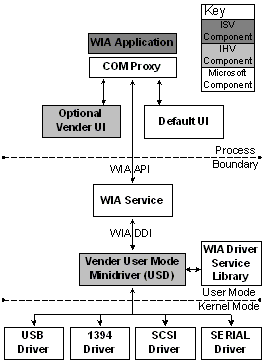 Key
ISV
Component
IHV
Component
Microsoft
Component
WIA Application
COM Proxy
Optional
Vender UI
Default UI
Process
Boundary
WIA API
WIA Service
WIA DDI
Vender User Mode
Minidriver (USD)
WIA Driver
Service
Library
User Mode
Kernel Mode
USB
Driver
1394
Driver
SCSI
Driver
SERIAL
Driver